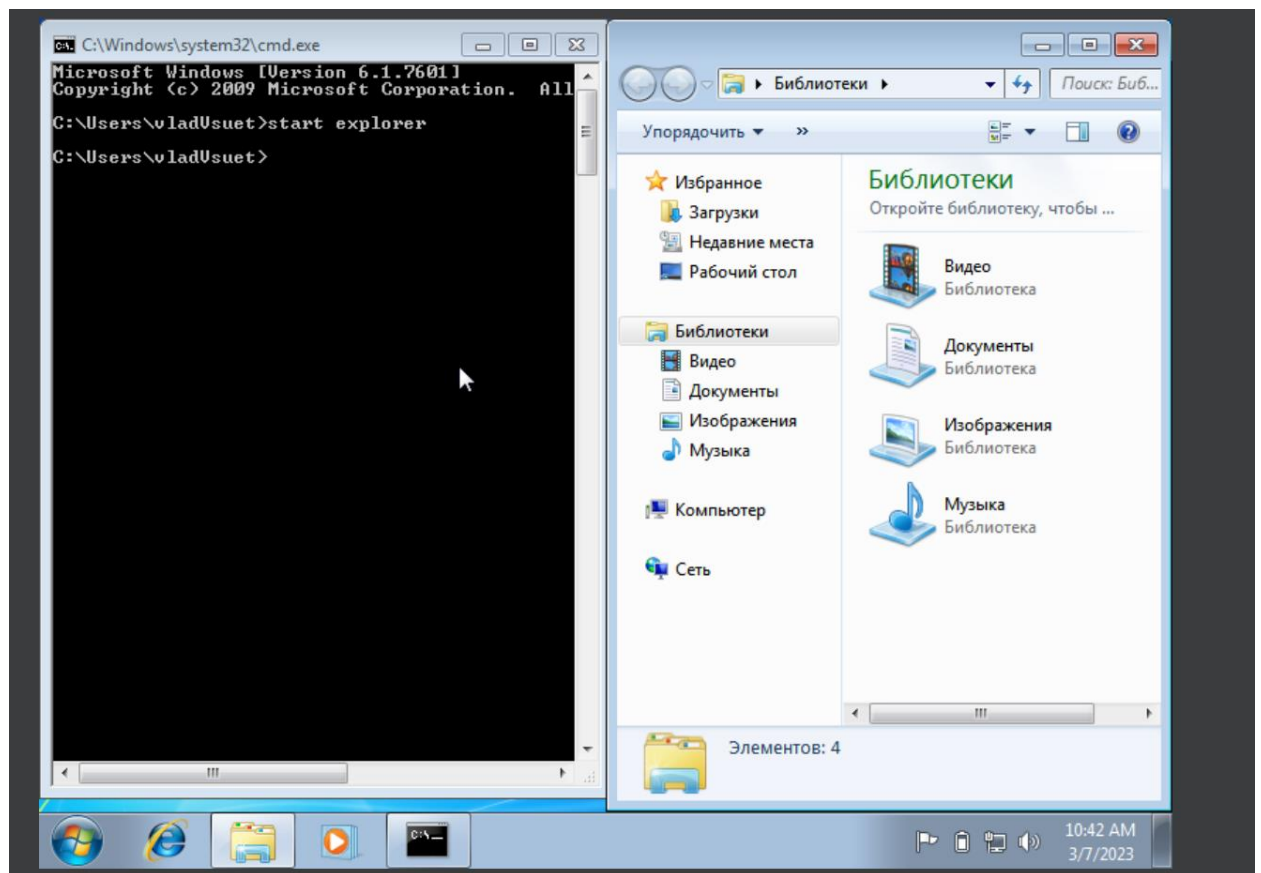 C:\Windows\system32\cmd.exe
Microsoft Windows [Version 6.1.7601]
Copyright (c) 2009 Microsoft Corporation. All
C:\Users\vladVsuet>start explorer
C:\Users\vladVsuet>
Библиотеки
Поиск: Биб...
Упорядочить
»
Избранное
Загрузки
Недавние места
Рабочий стол
Библиотеки
Видео
Документы
Изображения
Музыка
Компьютер
Сеть
Библиотеки
Откройте библиотеку, чтобы ...
Видео
Библиотека
Документы
Библиотека
Изображения
Библиотека
Музыка
Библиотека
Элементов: 4
C:\_
10:42 AM
3/7/2023